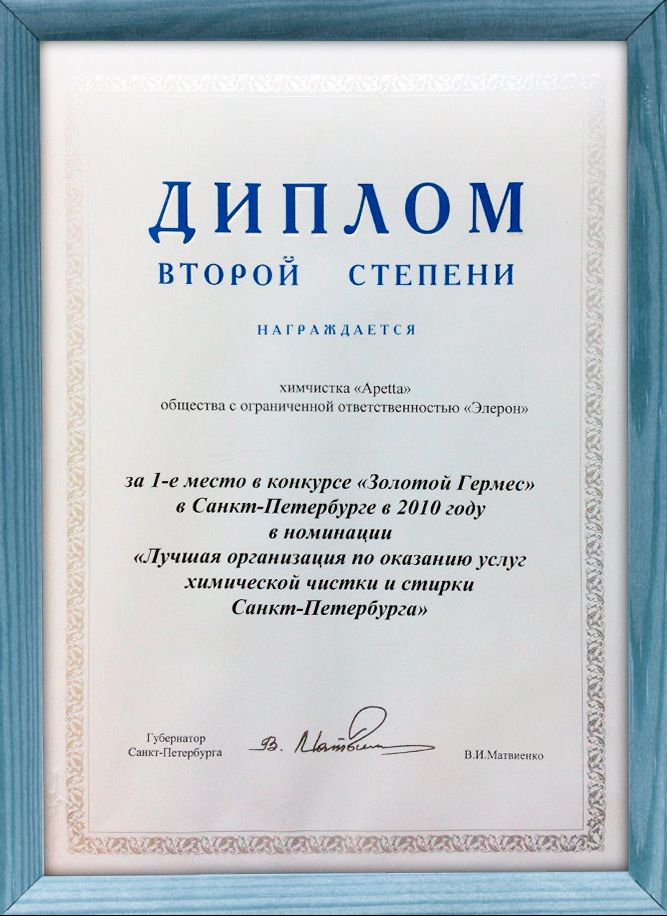 ДИПЛОМ
ВТОРОЙ СТЕПЕНИ
НАГРАЖДАЕТСЯ
химчистка «Apetta»
общества с ограниченной ответственностью «Элерон»
за 1-е место в конкурсе «Золотой Гермес»
в Санкт-Петербурге в 2010 году
в номинации
«Лучшая организация по оказанию услуг
химической чистки и стирки
Санкт-Петербурга»
Губернатор
Санкт-Петербурга
В.И.Матвиенко